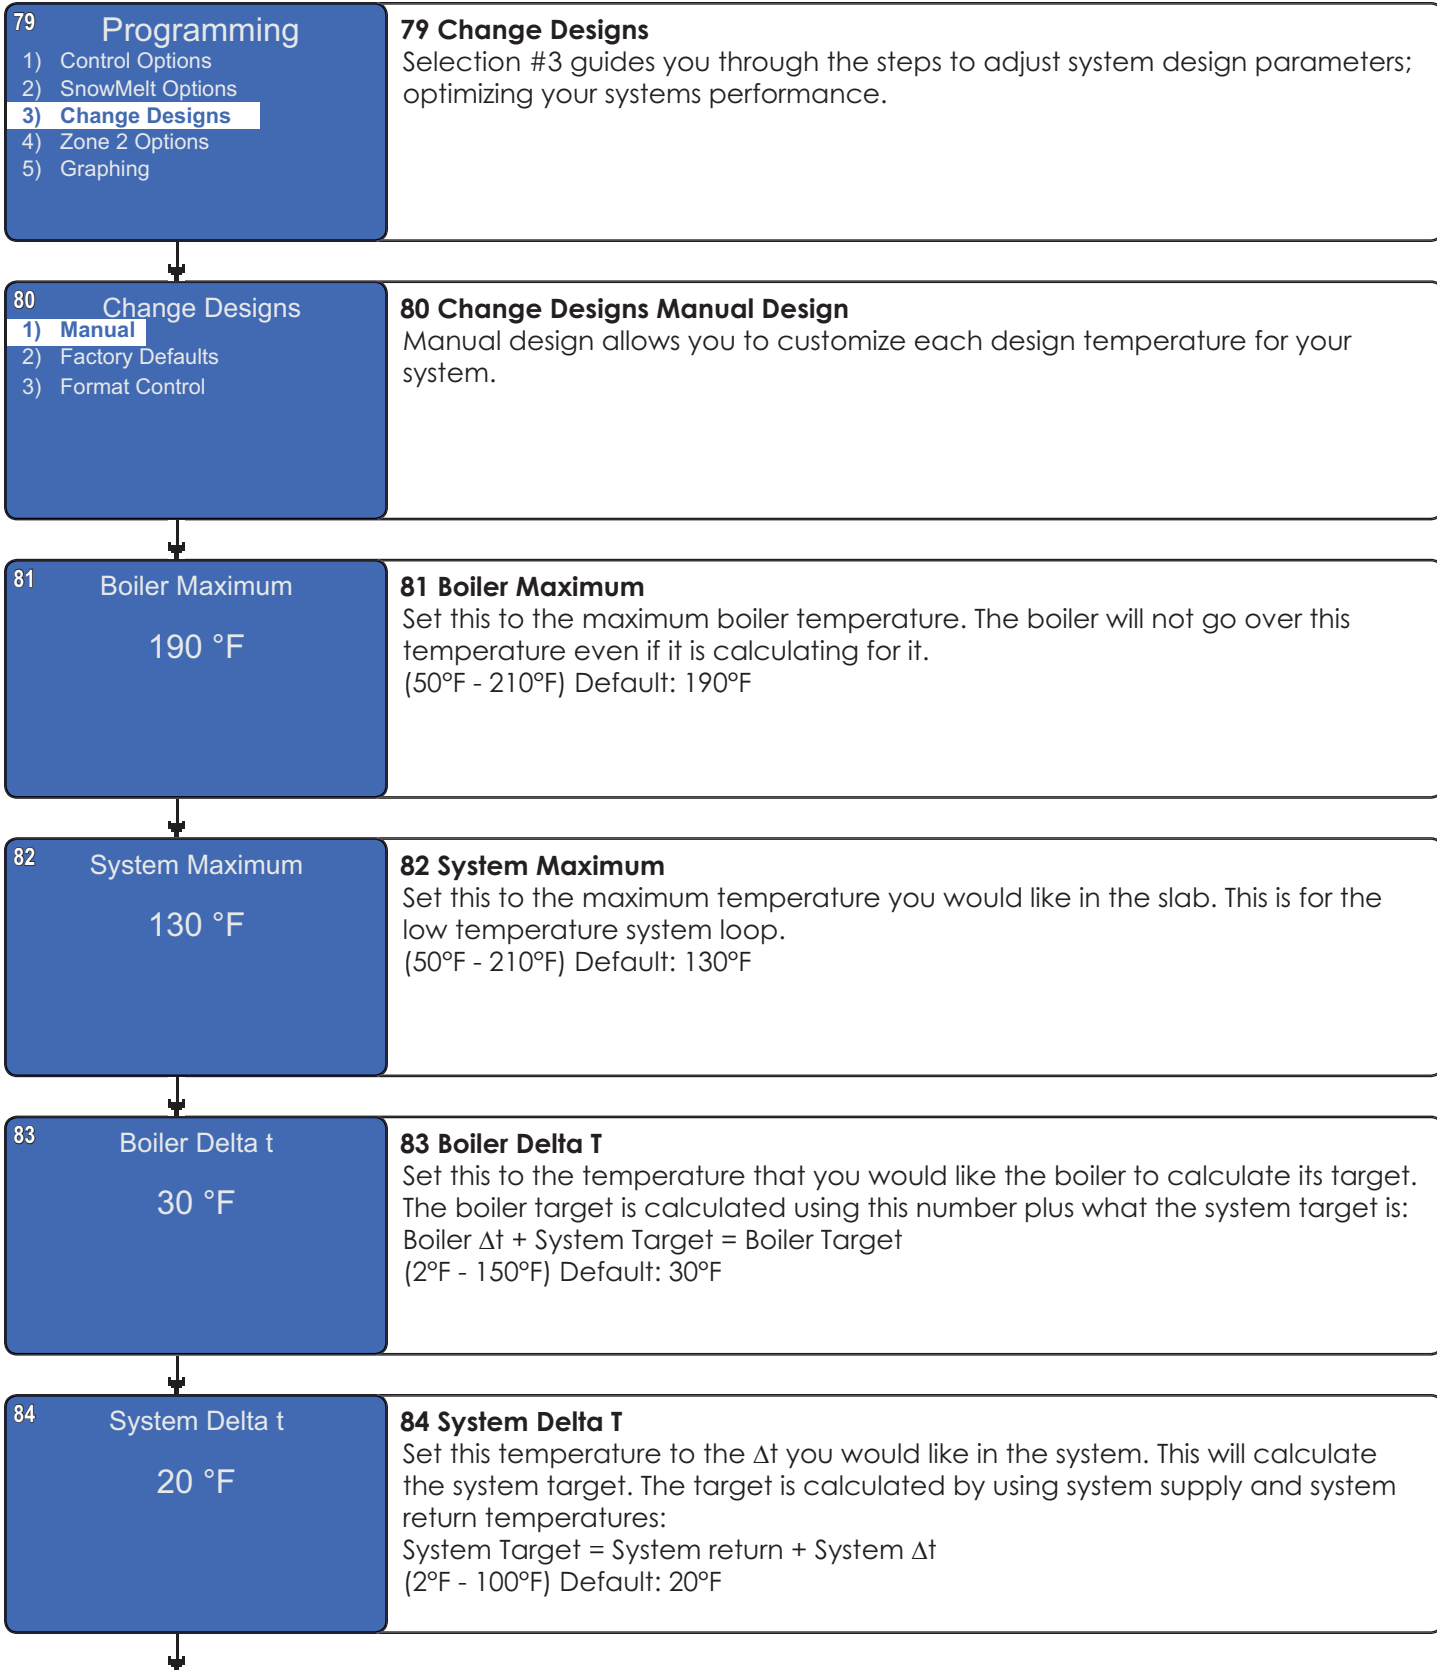 79
Programming
1) Control Options
2) SnowMelt Options
3) Change Designs
4) Zone 2 Options
5) Graphing
79 Change Designs
Selection #3 guides you through the steps to adjust system design parameters;
optimizing your systems performance.
80
Change Designs
1) Manual
2) Factory Defaults
3) Format Control
80 Change Designs Manual Design
Manual design allows you to customize each design temperature for your
system.
81
Boiler Maximum
190 °F
81 Boiler Maximum
Set this to the maximum boiler temperature. The boiler will not go over this
temperature even if it is calculating for it.
(50°F - 210°F) Default: 190°F
82
System Maximum
130 °F
82 System Maximum
Set this to the maximum temperature you would like in the slab. This is for the
low temperature system loop.
(50°F - 210°F) Default: 130°F
83
Boiler Delta t
30 °F
83 Boiler Delta T
Set this to the temperature that you would like the boiler to calculate its target.
The boiler target is calculated using this number plus what the system target is:
Boiler ∆t + System Target = Boiler Target
(2°F - 150°F) Default: 30°F
84
System Delta t
20 °F
84 System Delta T
Set this temperature to the ∆t you would like in the system. This will calculate
the system target. The target is calculated by using system supply and system
return temperatures:
System Target = System return + System ∆t
(2°F - 100°F) Default: 20°F